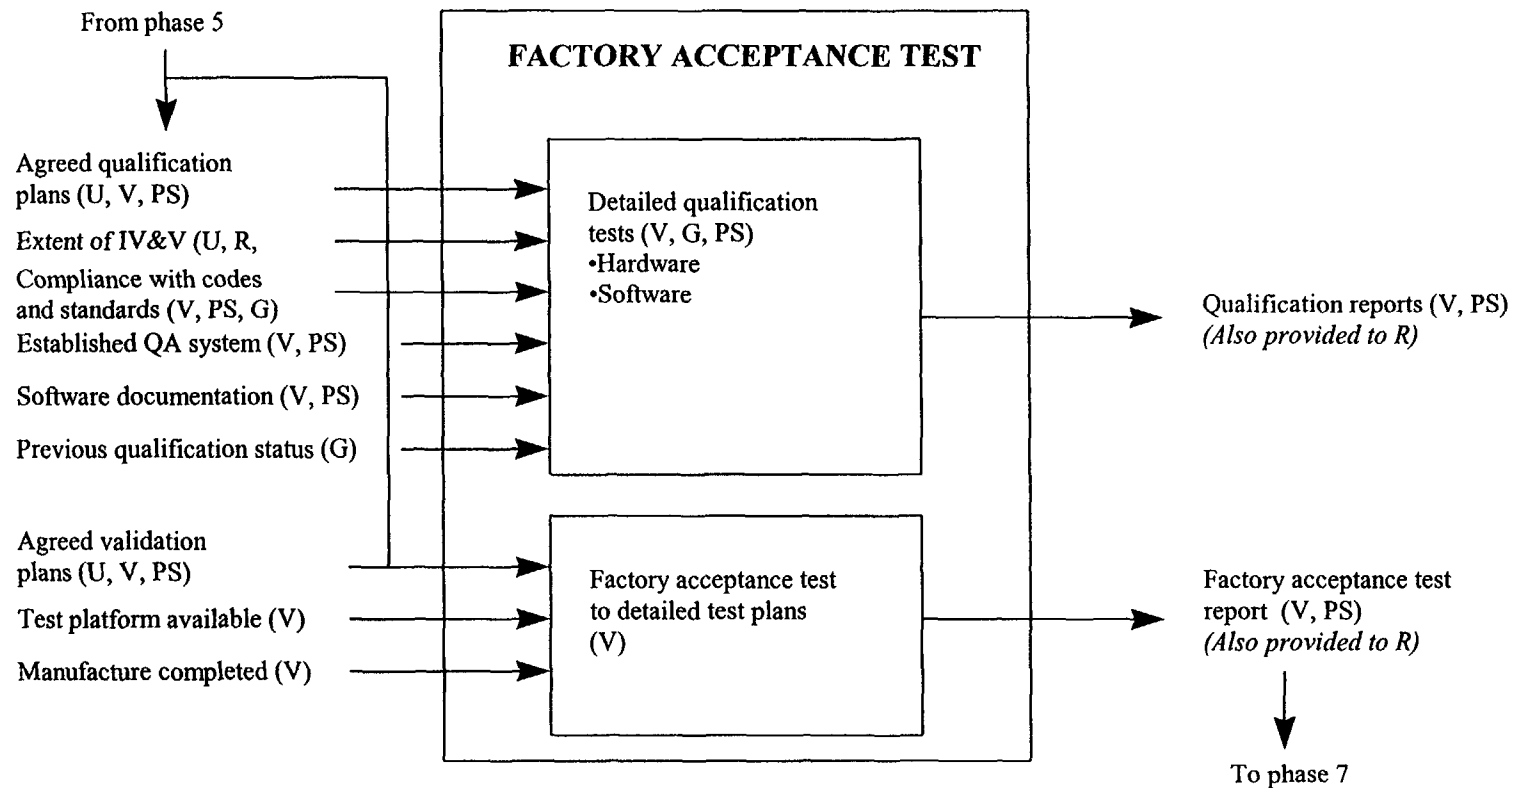 From phase 5
FACTORY ACCEPTANCE TEST
Agreed qualification
plans (U, V, PS)
Extent of IV&V (U, R,
Compliance with codes
and standards (V, PS, G)
Established QA system (V, PS)
Software documentation (V, PS)
Previous qualification status (G)
Detailed qualification
tests (V, G, PS)
•Hardware
•Software
Qualification reports (V, PS)
(Also provided to R)
Agreed validation
plans (U, V, PS)
Test platform available (V)
Manufacture completed (V)
Factory acceptance test
to detailed test plans
(V)
Factory acceptance test
report (V, PS)
(Also provided to R)
To phase 7